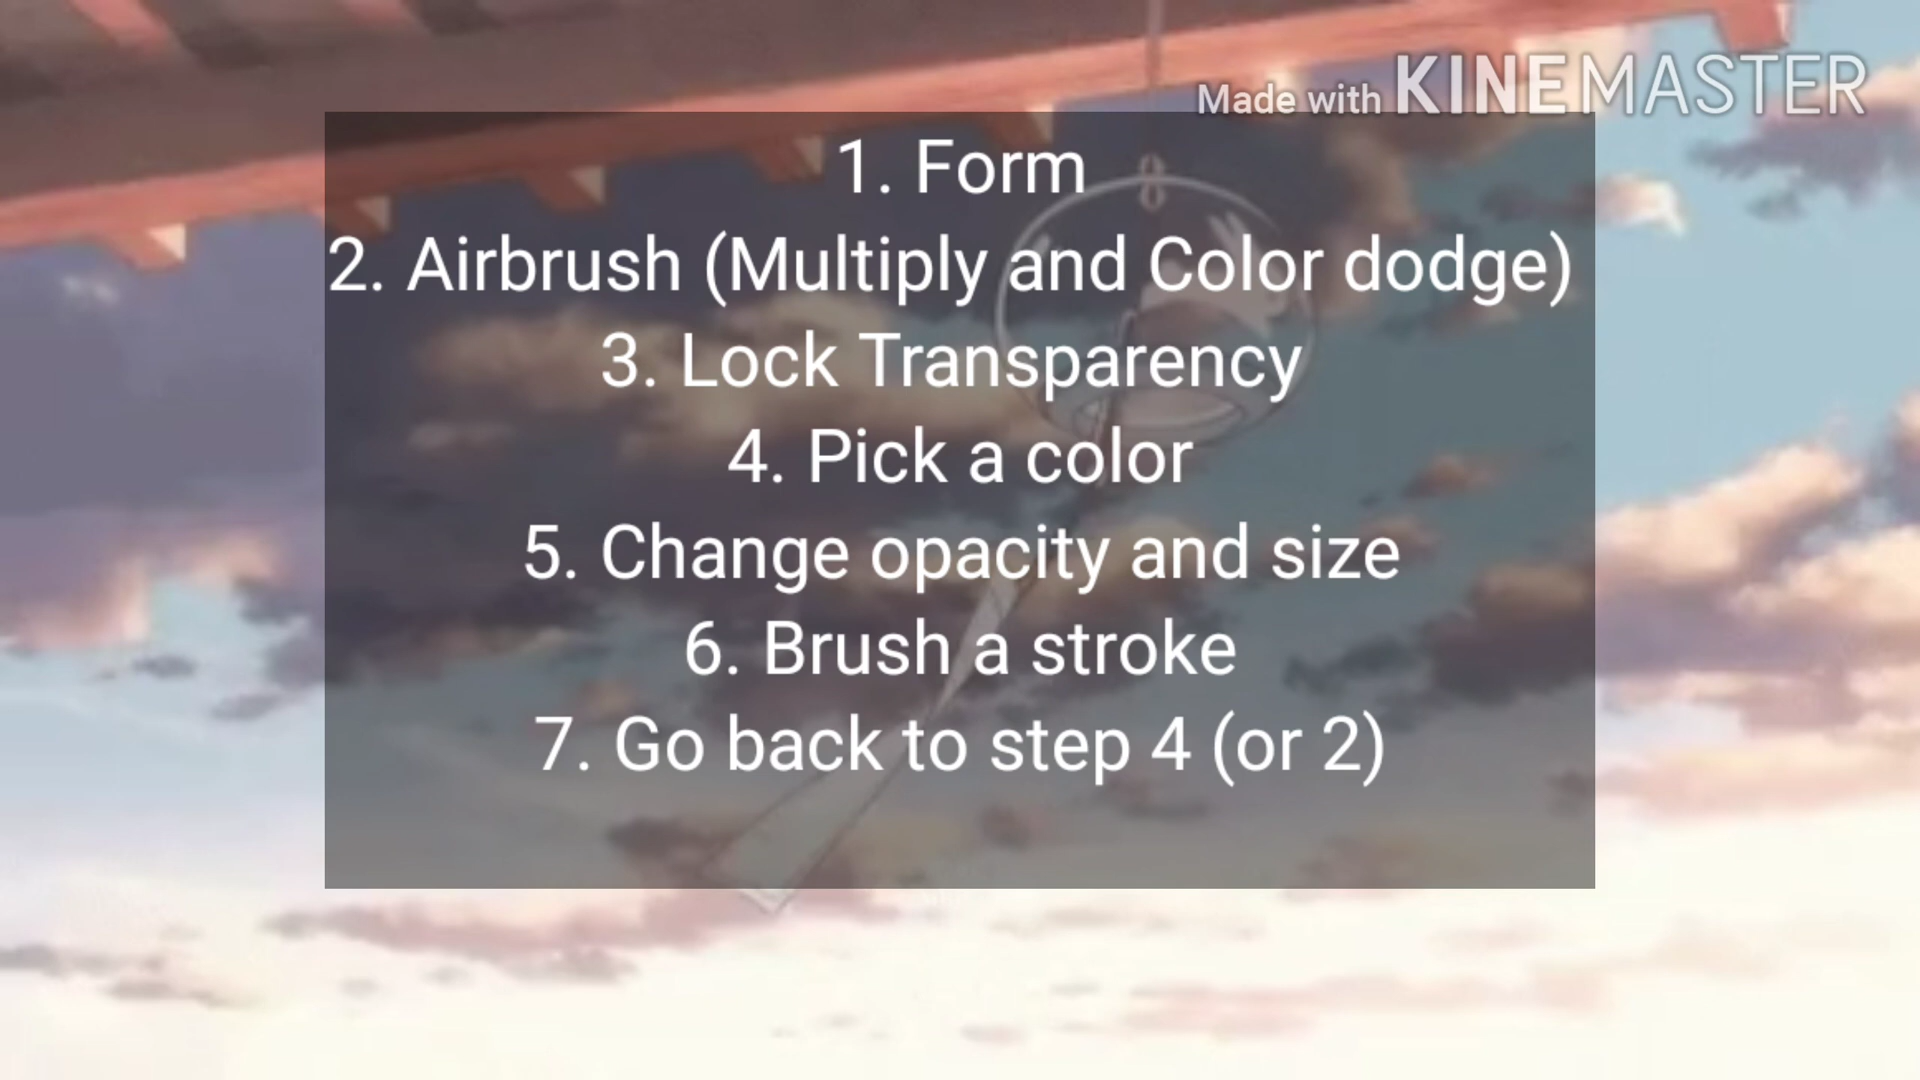 Made with KINEMASTER
1. Form
2. Airbrush (Multiply and Color dodge)
3. Lock Transparency
4. Pick a color
5. Change opacity and size
6. Brush a stroke
7. Go back to step 4 (or 2)